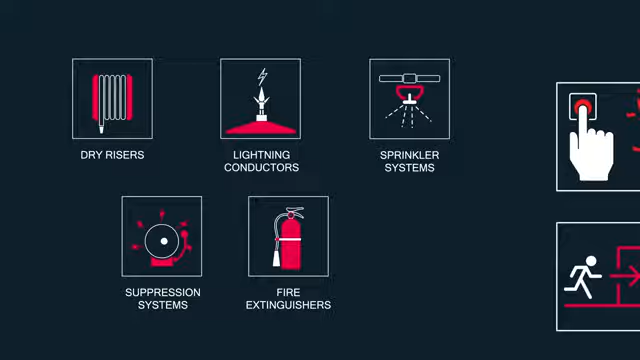 DRY RISERS
LIGHTNING
CONDUCTORS
SPRINKLER
SYSTEMS
SUPPRESSION
SYSTEMS
FIRE
EXTINGUISHERS